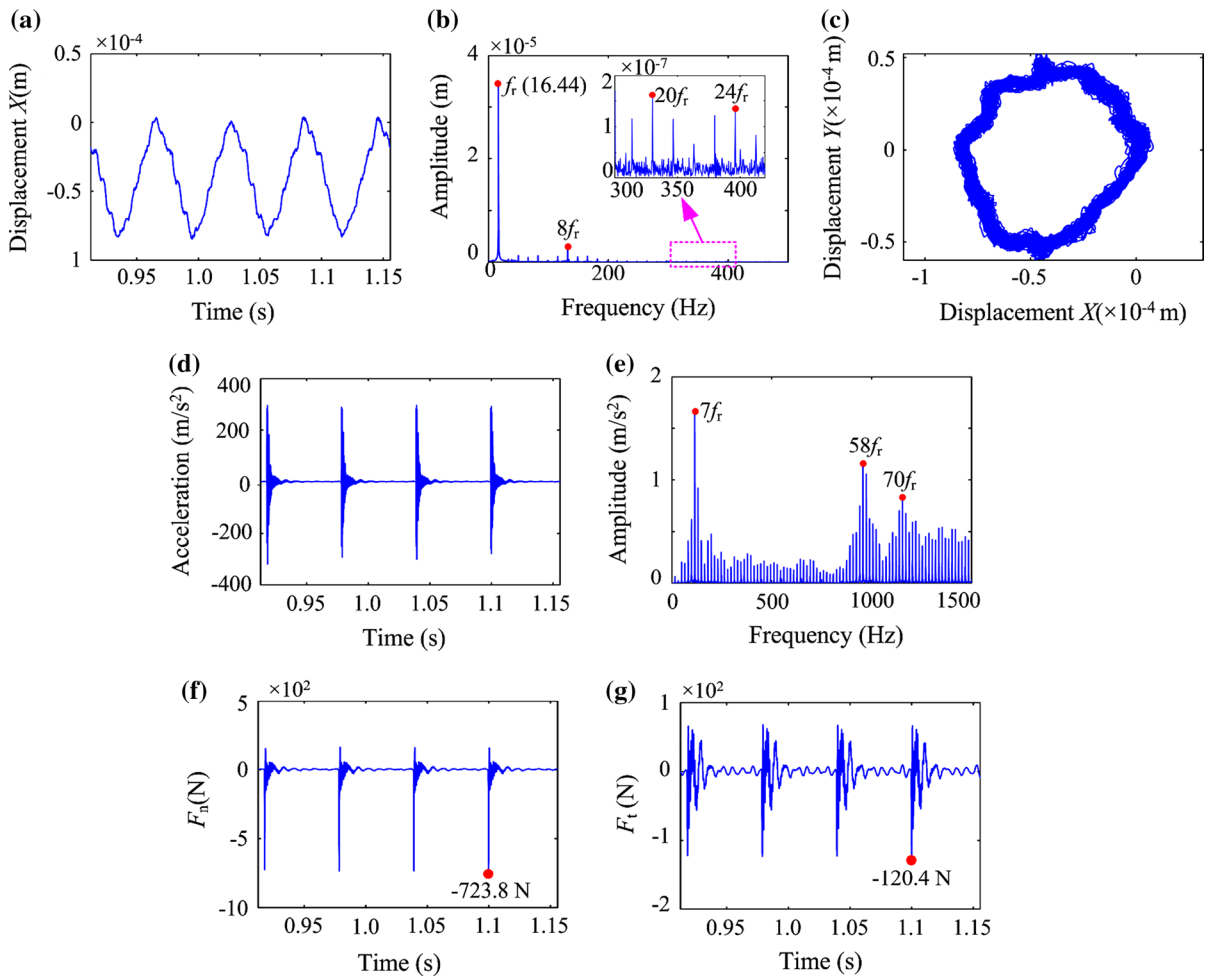 (a)
×10⁻⁴
0.5
0
-0.5
1
0.95
1.0
1.05
1.1
1.15
Displacement X(m)
Time (s)
(b)
×10⁻⁵
4
2
0
0
200
400
Amplitude (m)
Frequency (Hz)
fr (16.44)
8fr
×10⁻⁷
2
1
0
300
350
400
20fr
24fr
(c)
0.5
0
-0.5
-1
-0.5
0
Displacement Y(×10⁻⁴ m)
Displacement X(×10⁻⁴ m)
(d)
400
200
0
-200
-400
0.95
1.0
1.05
1.1
1.15
Acceleration (m/s²)
Time (s)
(e)
2
1
0
0
500
1000
1500
Amplitude (m/s²)
Frequency (Hz)
7fr
58fr
70fr
(f)
×10²
5
0
-5
-10
0.95
1.0
1.05
1.1
1.15
Fn(N)
Time (s)
-723.8 N
(g)
×10²
1
0
-1
-2
0.95
1.0
1.05
1.1
1.15
Ft(N)
Time (s)
-120.4 N